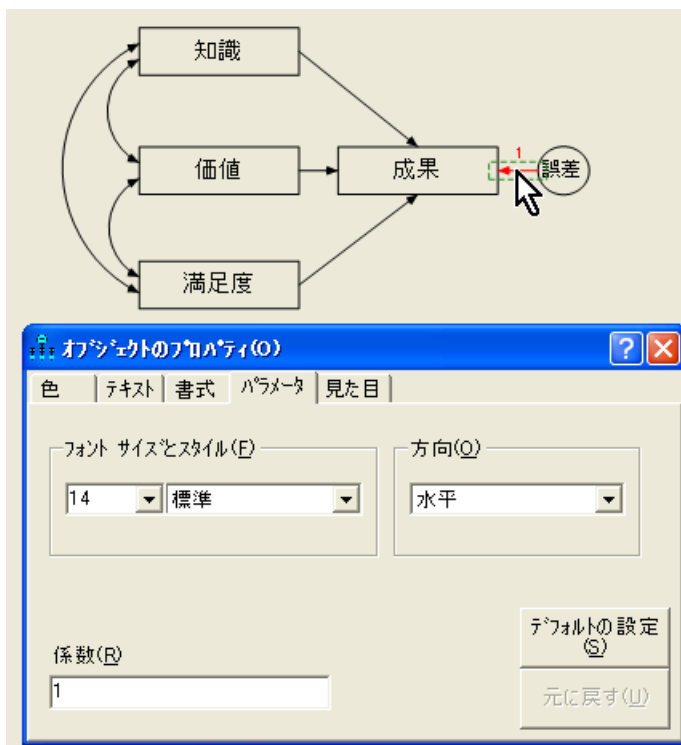 知識
価値
成果
1
誤差
満足度
オブジェクトのプロパティ(O)
色
テキスト
書式
パラメータ
見た目
フォント サイズとスタイル(F)
方向(O)
14
標準
水平
デフォルトの設定
(S)
係数(R)
1
元に戻す(U)